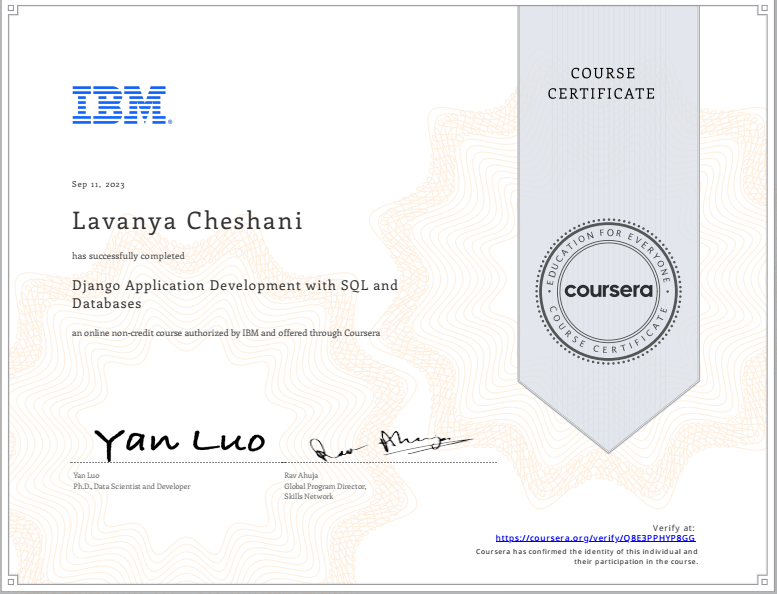 COURSE
CERTIFICATE
IBM®
Sep 11, 2023
Lavanya Cheshani
has successfully completed
Django Application Development with SQL and
Databases
an online non-credit course authorized by IBM and offered through Coursera
EDUCATION FOR EVERYONE
coursera
COURSE CERTIFICATE
Yan Luo
Rav Ahuja
Yan Luo
Ph.D., Data Scientist and Developer
Rav Ahuja
Global Program Director,
Skills Network
Verify at:
https://coursera.org/verify/Q8E3PPHYP8GG
Coursera has confirmed the identity of this individual and
their participation in the course.